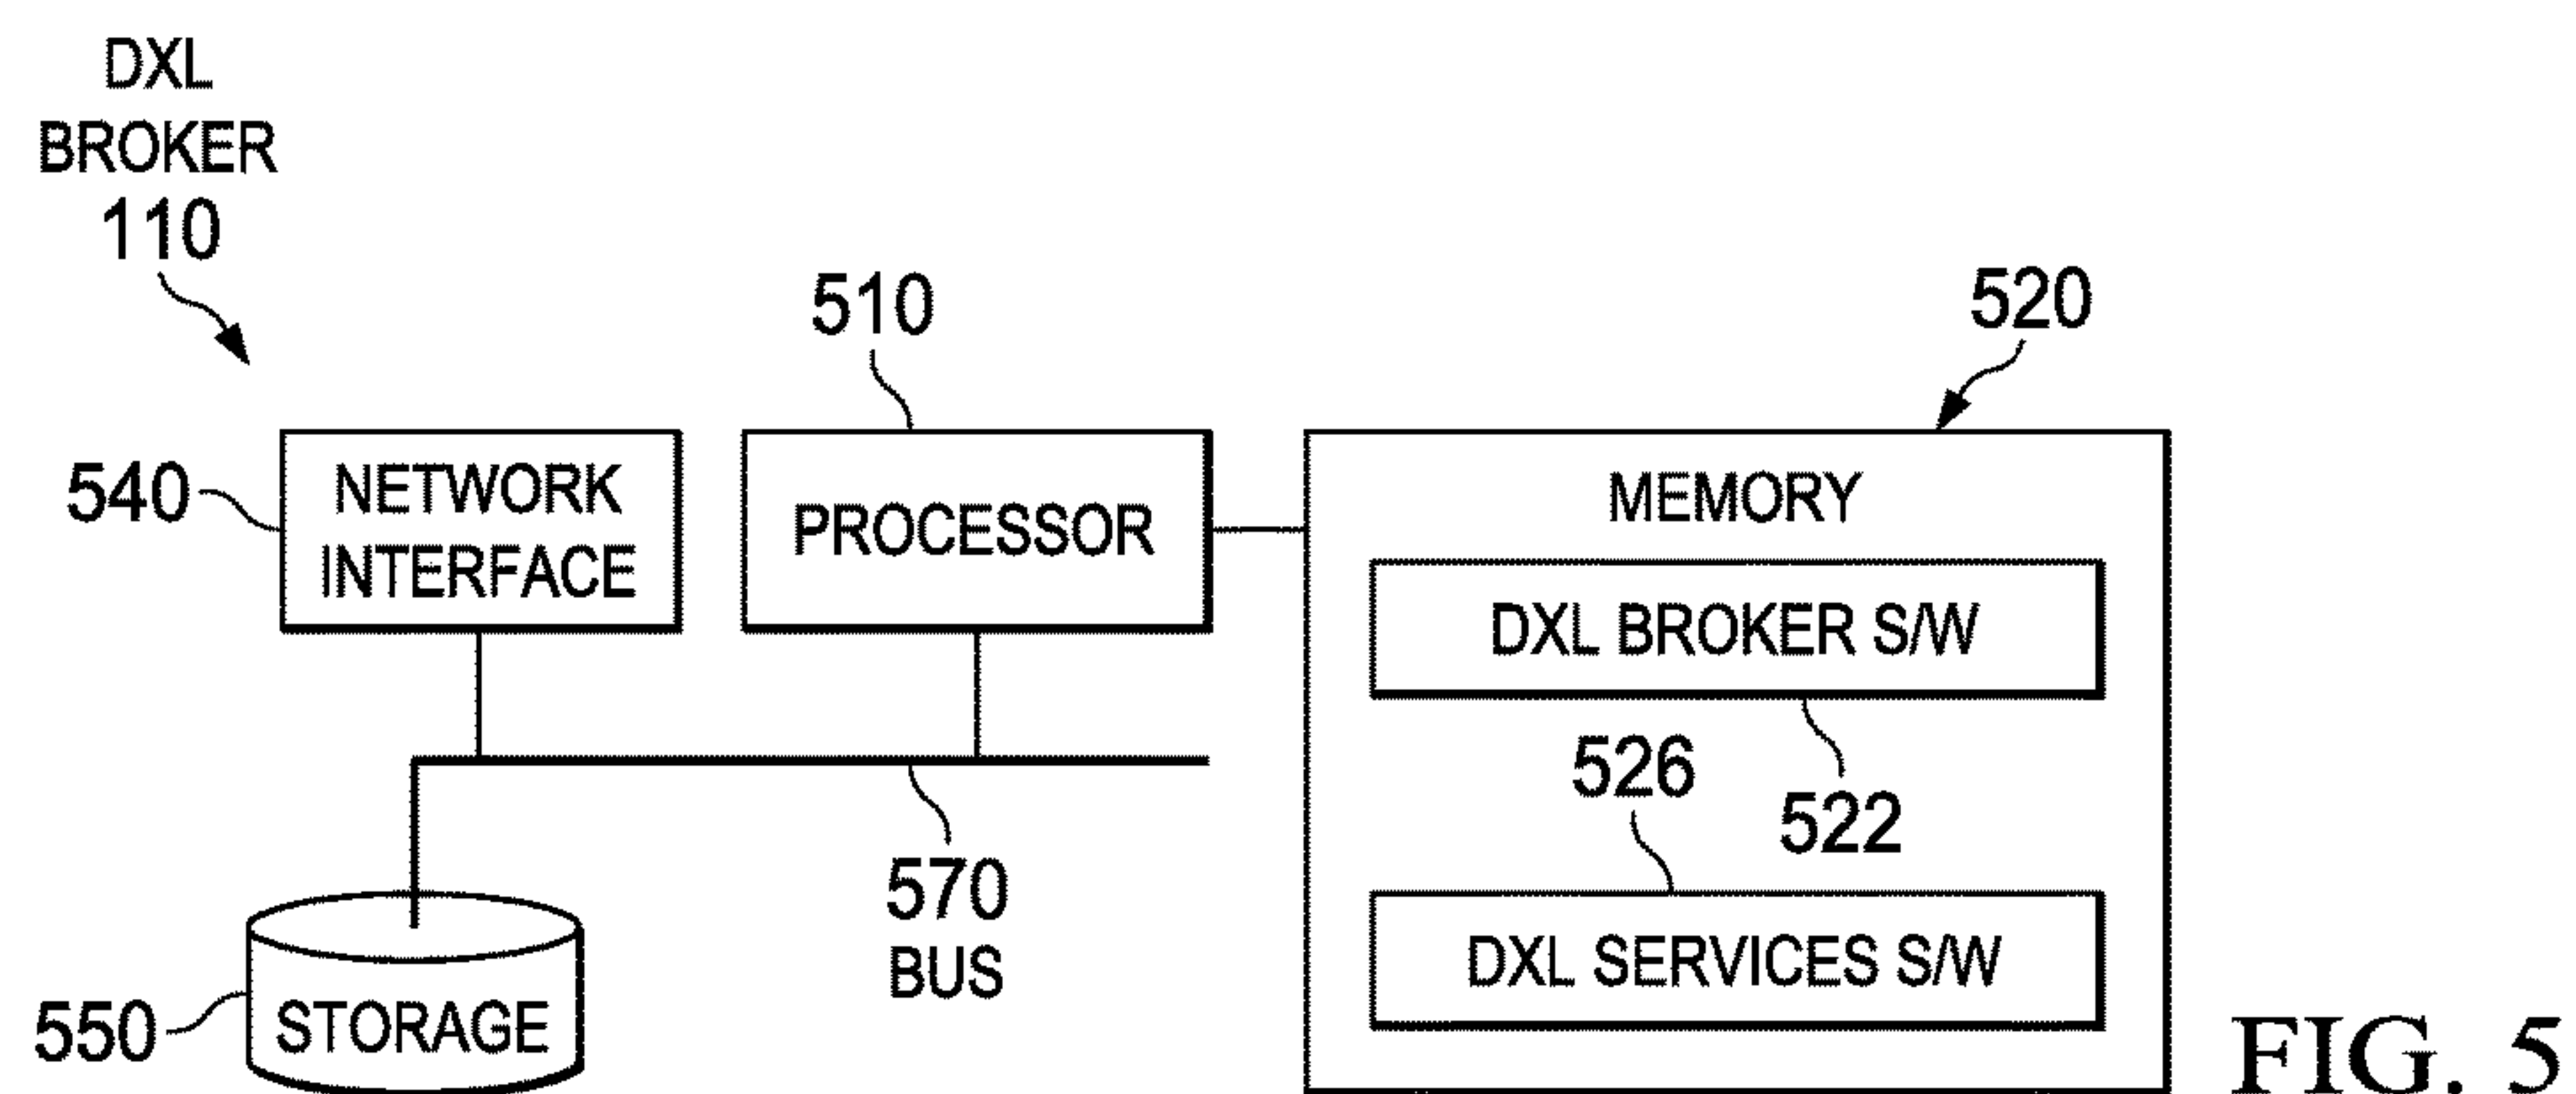 DXL
BROKER
110
510
520
540
NETWORK
INTERFACE
PROCESSOR
MEMORY
DXL BROKER S/W
526
522
570
BUS
DXL SERVICES S/W
550
STORAGE
FIG. 5